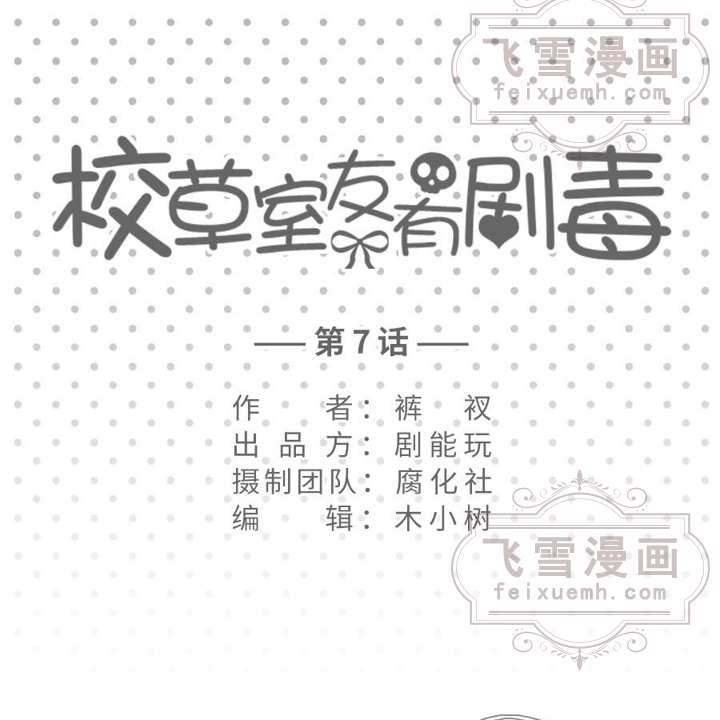 飞雪漫画
feixuemh.com
校草室友有剧毒
第7话
作者：裤衩
出品方：剧能玩
摄制团队：腐化社
编辑：木小树
飞雪漫画
feixuemh.com